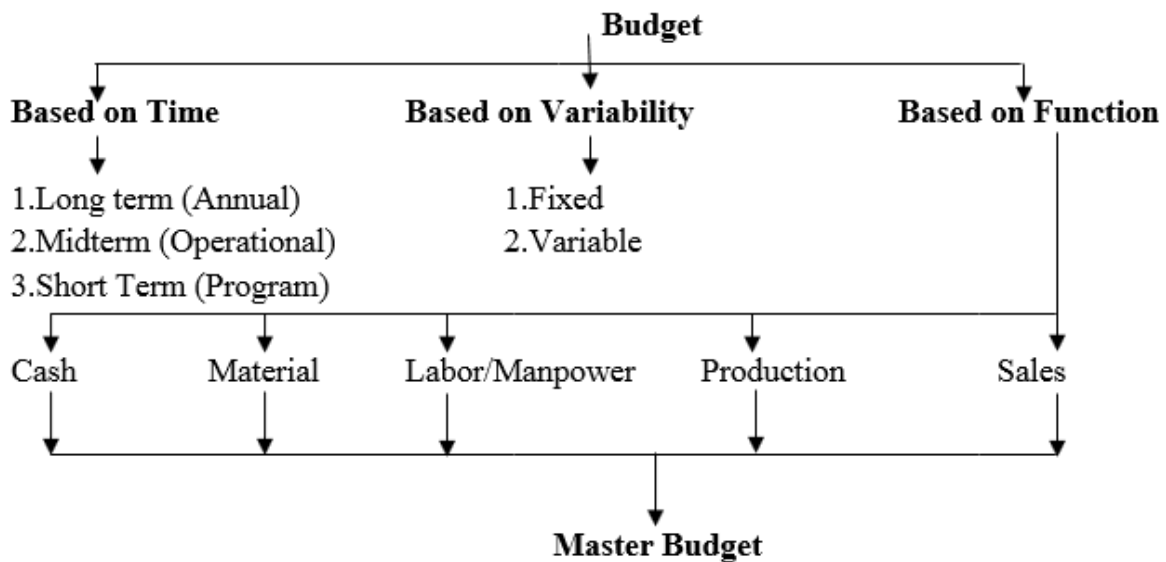 Budget
Based on Time
Based on Variability
Based on Function
1.Long term (Annual)
2.Midterm (Operational)
3.Short Term (Program)
1.Fixed
2.Variable
Cash
Material
Labor/Manpower
Production
Sales
Master Budget